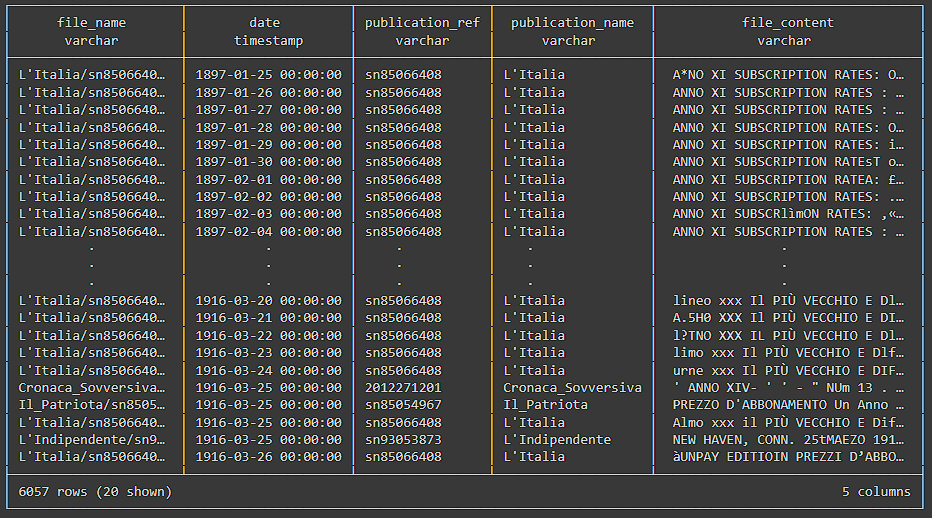 file_name date publication_ref publication_name file_content
varchar timestamp varchar varchar varchar
L'Italia/sn8506640… 1897-01-25 00:00:00 sn85066408 L'Italia A*NO XI SUBSCRIPTION RATES: O…
L'Italia/sn8506640… 1897-01-26 00:00:00 sn85066408 L'Italia ANNO XI SUBSCRIPTION RATES : …
L'Italia/sn8506640… 1897-01-27 00:00:00 sn85066408 L'Italia ANNO XI SUBSCRIPTION RATES : …
L'Italia/sn8506640… 1897-01-28 00:00:00 sn85066408 L'Italia ANNO XI SUBSCRIPTION RATES: O…
L'Italia/sn8506640… 1897-01-29 00:00:00 sn85066408 L'Italia ANNO XI SUBSCRIPTION RATES: i…
L'Italia/sn8506640… 1897-01-30 00:00:00 sn85066408 L'Italia ANNO XI SUBSCRIPTION RATEsT o…
L'Italia/sn8506640… 1897-02-01 00:00:00 sn85066408 L'Italia ANNO XI 5UBSCRIPTION RATEA: £…
L'Italia/sn8506640… 1897-02-02 00:00:00 sn85066408 L'Italia ANNO XI SUBSCRIPTION RATES: .…
L'Italia/sn8506640… 1897-02-03 00:00:00 sn85066408 L'Italia ANNO XI SUBSCRlìmON RATES: ,«…
L'Italia/sn8506640… 1897-02-04 00:00:00 sn85066408 L'Italia ANNO XI SUBSCRIPTION RATES : …
. . . . .
. . . . .
. . . . .
L'Italia/sn8506640… 1916-03-20 00:00:00 sn85066408 L'Italia lineo xxx Il PIÙ VECCHIO E Dl…
L'Italia/sn8506640… 1916-03-21 00:00:00 sn85066408 L'Italia A.5H0 XXX Il PIÙ VECCHIO E DI…
L'Italia/sn8506640… 1916-03-22 00:00:00 sn85066408 L'Italia l?TNO XXX IL PIÙ VECCHIO E Dl…
L'Italia/sn8506640… 1916-03-23 00:00:00 sn85066408 L'Italia limo xxx Il PIÙ VECCHIO E Dlf…
L'Italia/sn8506640… 1916-03-24 00:00:00 sn85066408 L'Italia urne xxx Il PIÙ VECCHIO E DIF…
Cronaca_Sovversiva… 1916-03-25 00:00:00 2012271201 Cronaca_Sovversiva ' ANNO XIV- ' ' - " NUm 13 . …
Il_Patriota/sn8505… 1916-03-25 00:00:00 sn85054967 Il_Patriota PREZZO D'ABBONAMENTO Un Anno …
L'Italia/sn8506640… 1916-03-25 00:00:00 sn85066408 L'Italia Almo xxx il PIÙ VECCHIO E Dif…
L'Indipendente/sn9… 1916-03-25 00:00:00 sn93053873 L'Indipendente NEW HAVEN, CONN. 25tMAEZO 191…
L'Italia/sn8506640… 1916-03-26 00:00:00 sn85066408 L'Italia àUNPAY EDITIOIN PREZZI D’ABBO…
6057 rows (20 shown) 5 columns